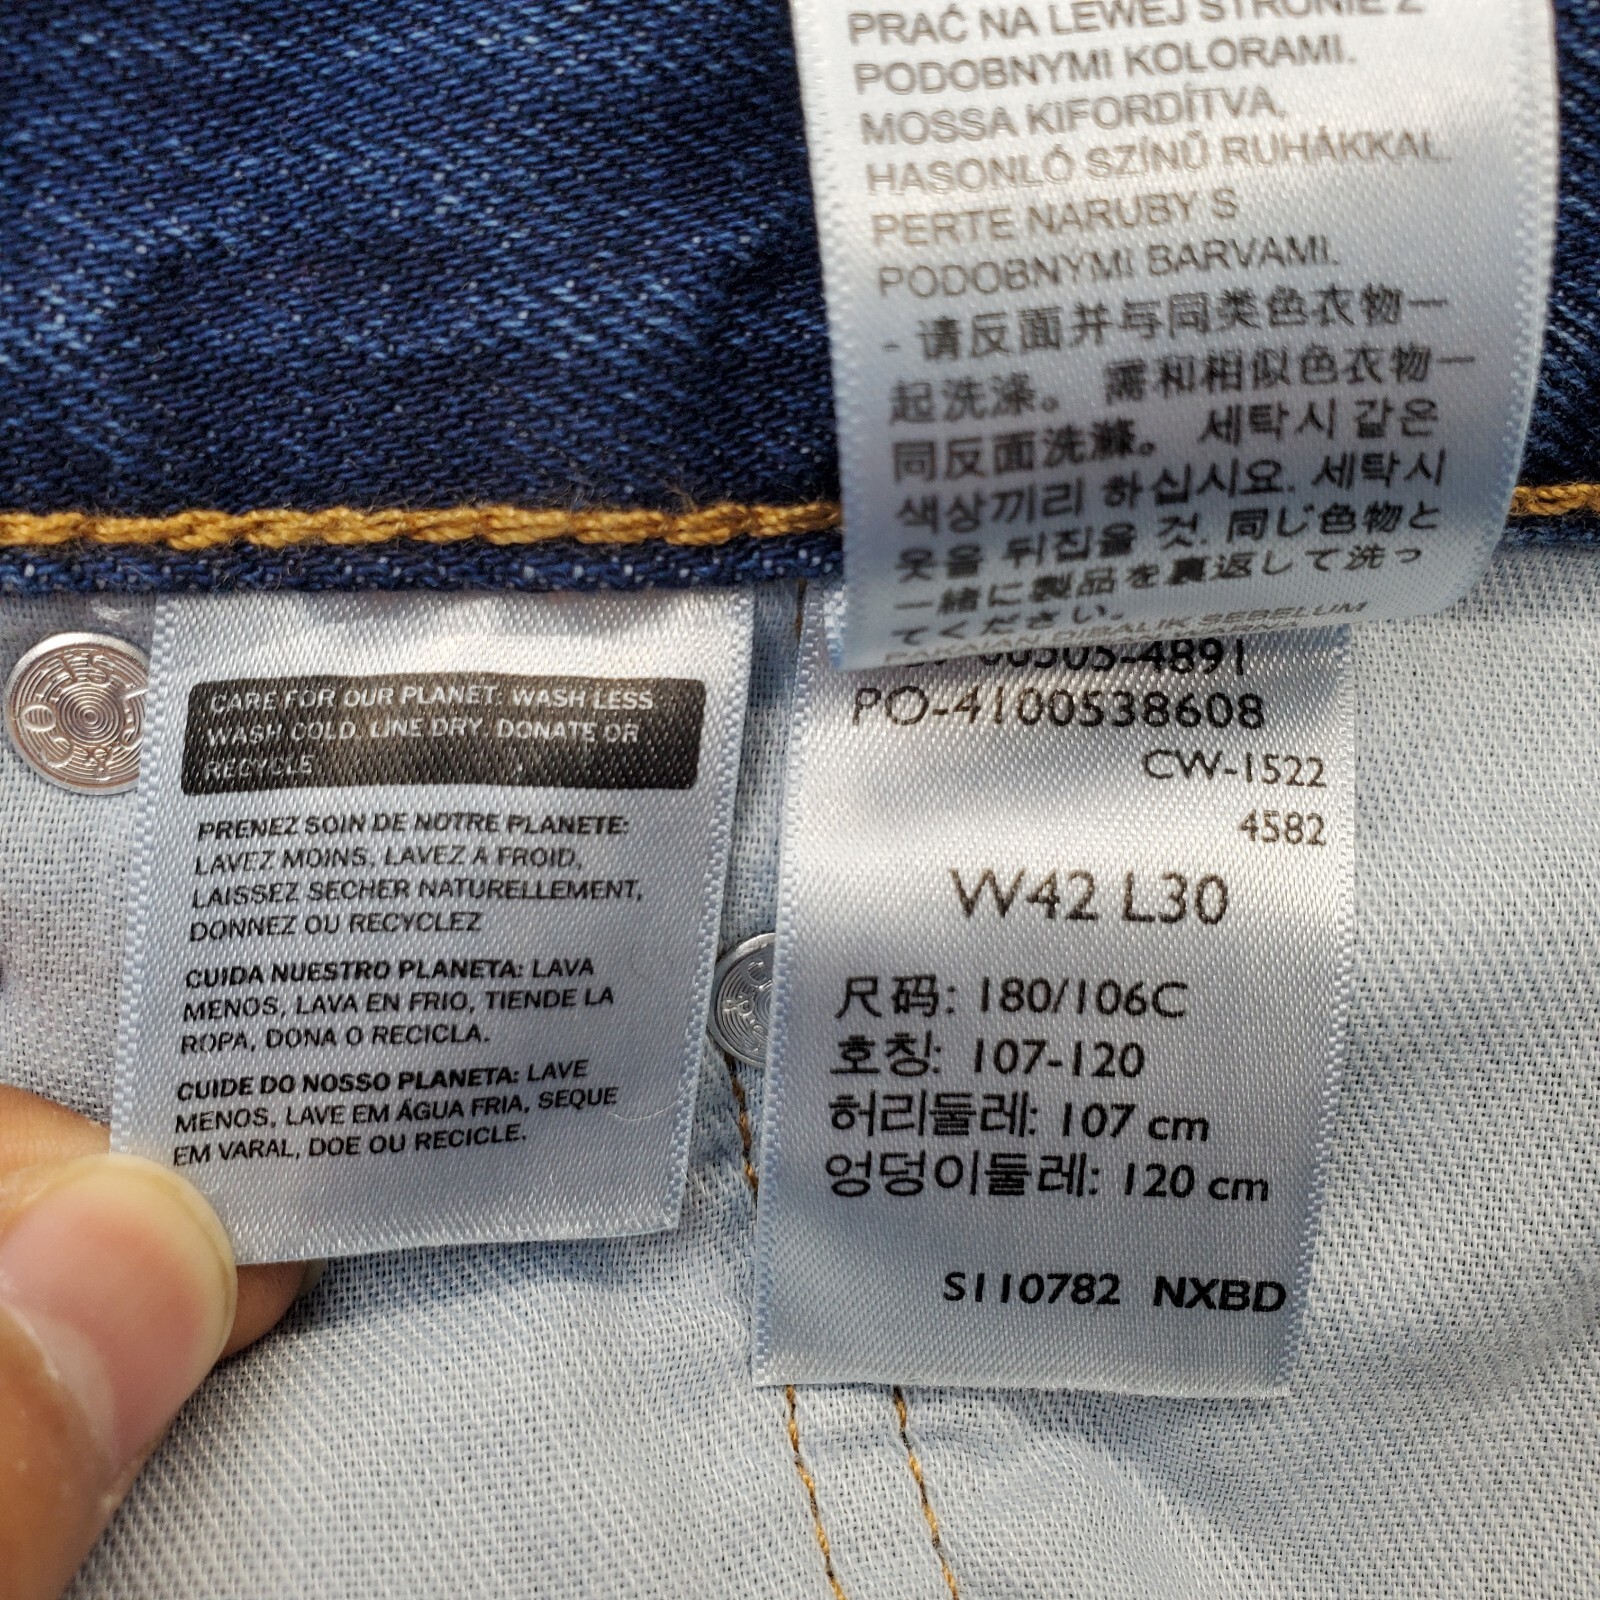 PRAĆ NA LEWEJ STRONIE Z
PODOBNYMI KOLORAMI.
MOSSA KIFORDÍTVA,
HASONLÓ SZÍNŰ RUHÁKKAL.
PERTE NARUBY S
PODOBNYMI BARVAMI.
- 请反面并与同类色衣物一
起洗涤。 需和相似色衣物一
同反面洗滌。 세탁시 같은
색상끼리 하십시요. 세탁시
옷을 뒤집을 것. 同じ色物と
一緒に製品を裏返して洗っ
てください。
PAKAIAN DIBALIK SEBELUM
CARE FOR OUR PLANET: WASH LESS,
WASH COLD, LINE DRY, DONATE OR
RECYCLE
PRENEZ SOIN DE NOTRE PLANETE:
LAVEZ MOINS, LAVEZ A FROID,
LAISSEZ SECHER NATURELLEMENT,
DONNEZ OU RECYCLEZ
CUIDA NUESTRO PLANETA: LAVA
MENOS, LAVA EN FRIO, TIENDE LA
ROPA, DONA O RECICLA.
CUIDE DO NOSSO PLANETA: LAVE
MENOS, LAVE EM ÁGUA FRIA, SEQUE
EM VARAL, DOE OU RECICLE.
00505-4891
PO-4100538608
CW-1522
4582
W42 L30
尺码: 180/106C
호칭: 107-120
허리둘레: 107 cm
엉덩이둘레: 120 cm
S110782 NXBD